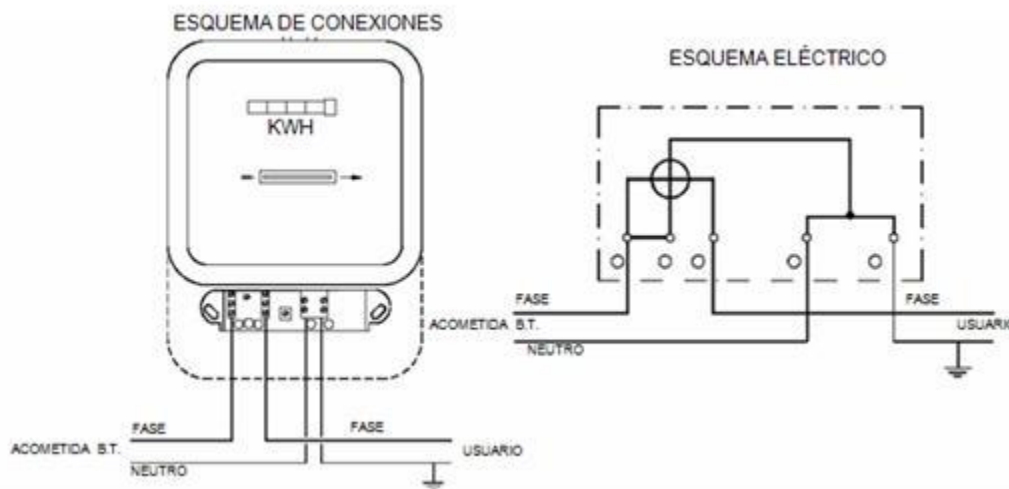 ESQUEMA DE CONEXIONES
KWH
FASE
FASE
ACOMETIDA B.T.
USUARIO
NEUTRO
ESQUEMA ELÉCTRICO
FASE
FASE
ACOMETIDA B.T.
USUARIO
NEUTRO